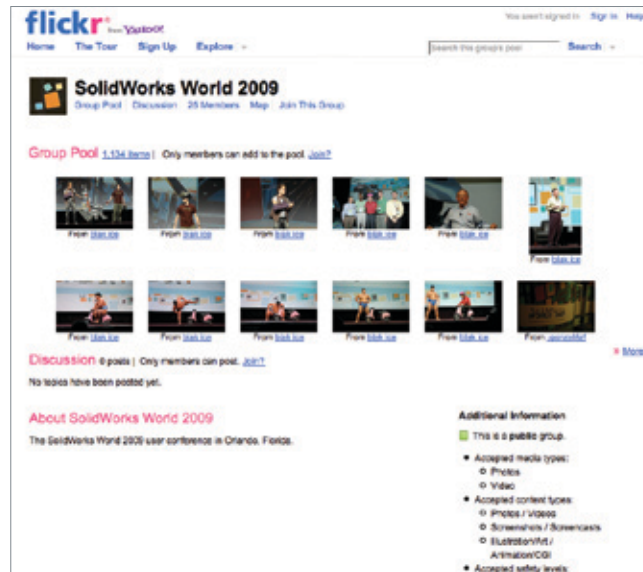 flickr from YAHOO!
You aren't signed in Sign In Help
Home The Tour Sign Up Explore
Search this group's pool Search
SolidWorks World 2009
Group Pool Discussion 25 Members Map Join This Group
Group Pool 1,134 items | Only members can add to the pool. Join?
From blak.ice From blak.ice From blak.ice From blak.ice From blak.ice
From blak.ice
From blak.ice From blak.ice From blak.ice From blak.ice From blak.ice From
» More
Discussion 0 posts | Only members can post. Join?
No topics have been posted yet.
About SolidWorks World 2009
The SolidWorks World 2009 user conference in Orlando, Florida.
Additional Information
This is a public group.
Accepted media types:
Photos
Video
Accepted content types:
Photos / Videos
Screenshots / Screencasts
Illustration/Art /
Animation/CGI
Accepted safety levels: